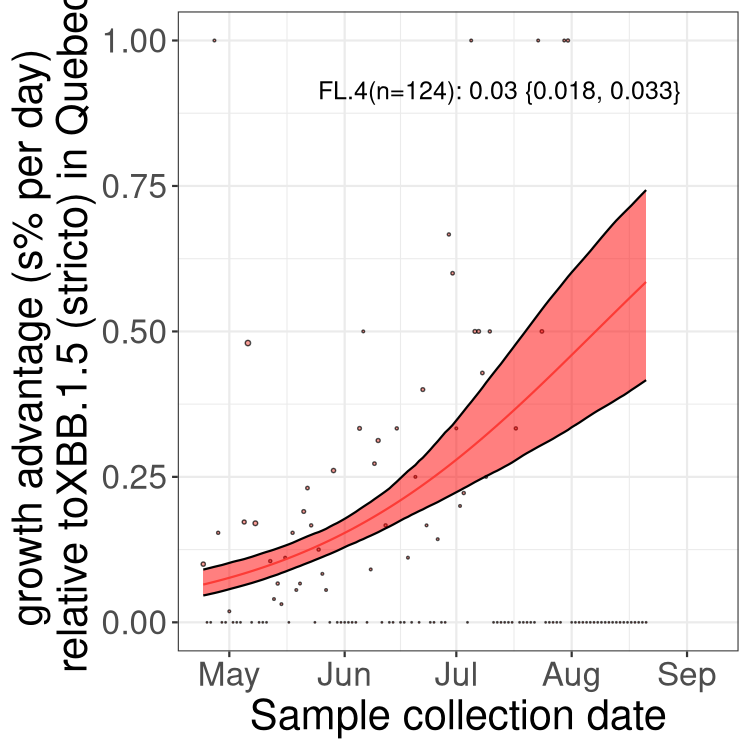 growth advantage (s% per day)
relative toXBB.1.5 (stricto) in Quebec
1.00
0.75
0.50
0.25
0.00
FL.4(n=124): 0.03 {0.018, 0.033}
May Jun Jul Aug Sep
Sample collection date